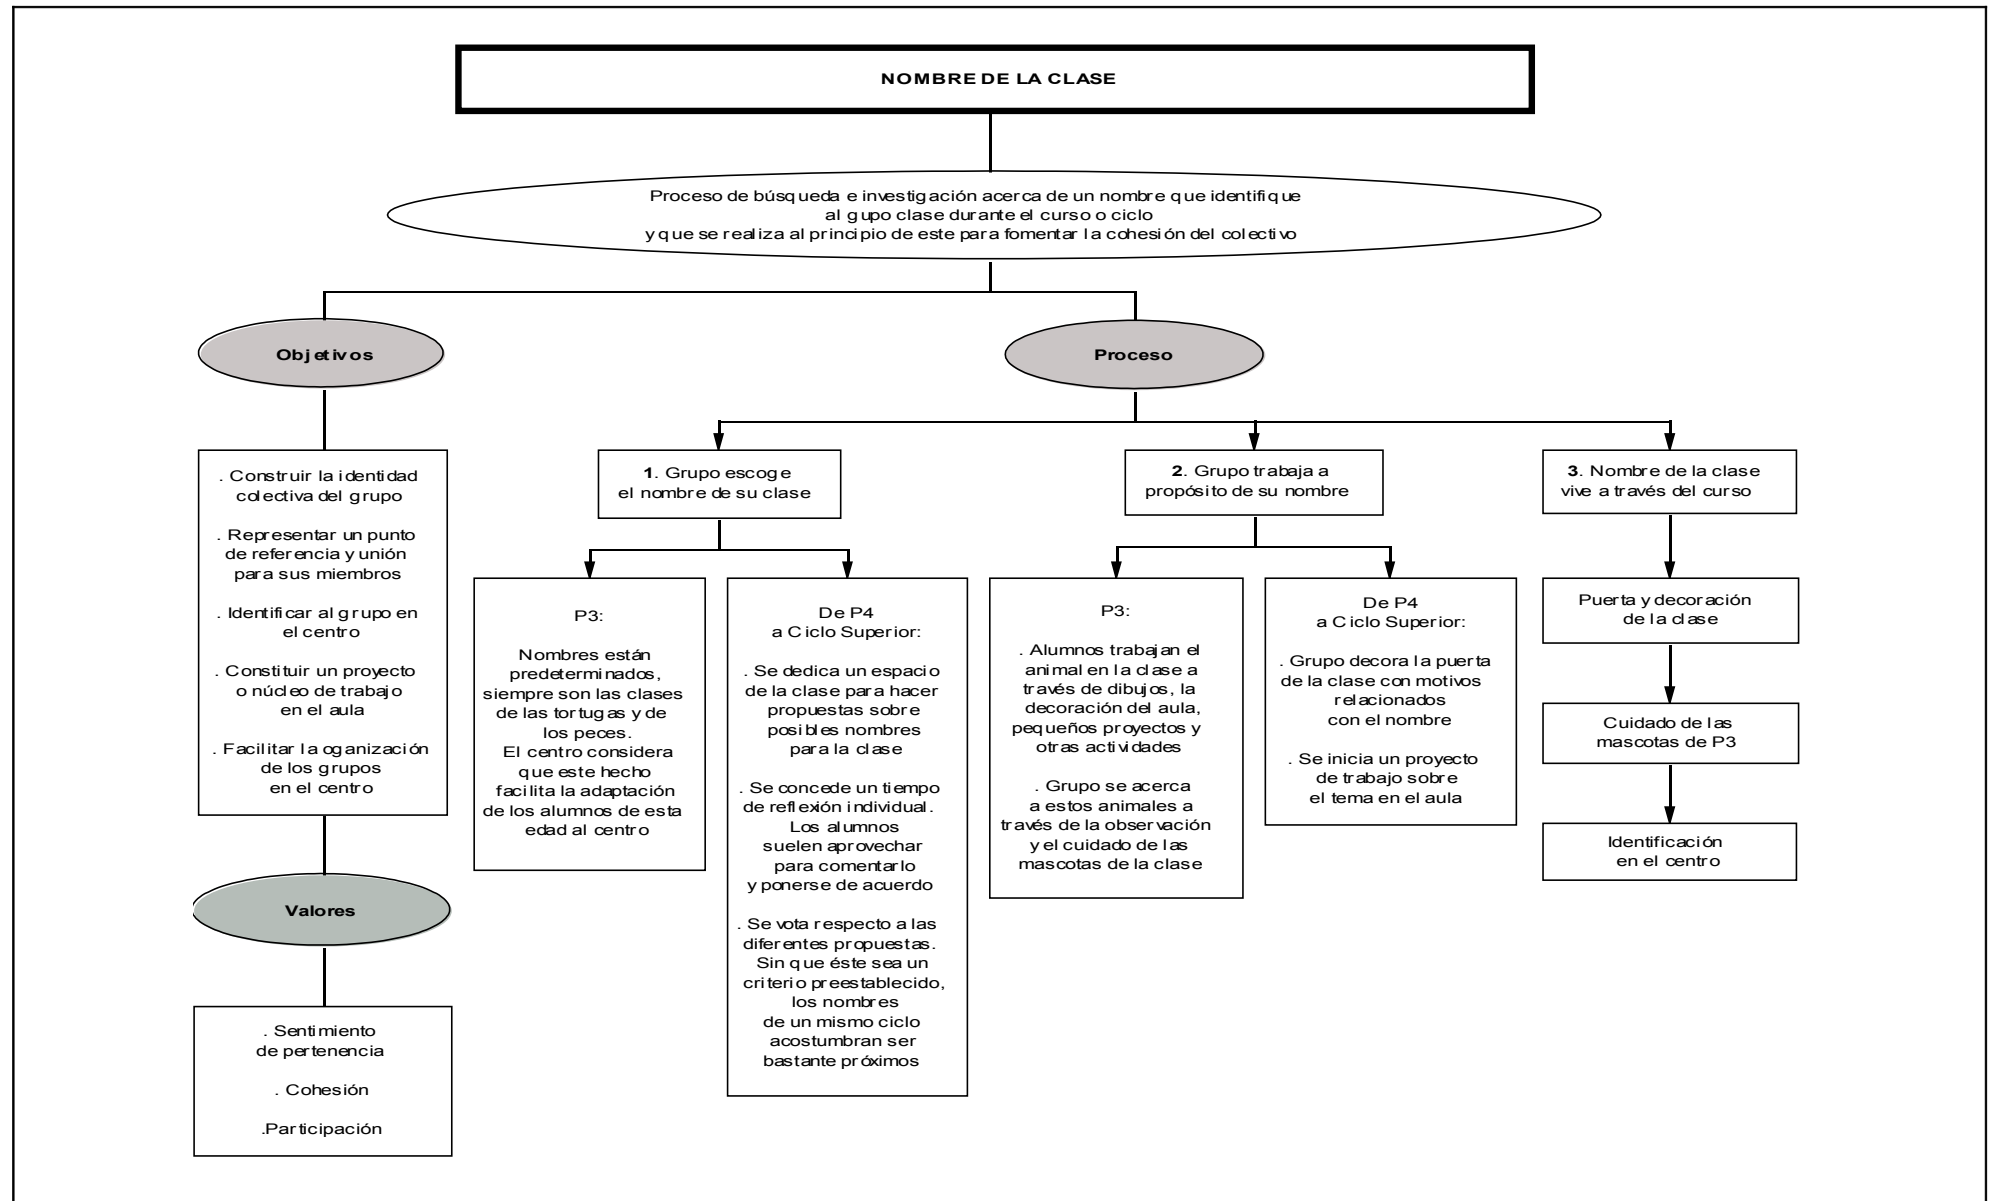 NOMBRE DE LA CLASE
Proceso de búsqueda e investigación acerca de un nombre que identifique
al gupo clase durante el curso o ciclo
y que se realiza al principio de este para fomentar la cohesión del colectivo
Objetivos
Proceso
. Construir la identidad
colectiva del grupo
. Representar un punto
de referencia y unión
para sus miembros
. Identificar al grupo en
el centro
. Constituir un proyecto
o núcleo de trabajo
en el aula
. Facilitar la oganización
de los grupos
en el centro
Valores
. Sentimiento
de pertenencia
. Cohesión
.Participación
1. Grupo escoge
el nombre de su clase
P3:
Nombres están
predeterminados,
siempre son las clases
de las tortugas y de
los peces.
El centro considera
que este hecho
facilita la adaptación
de los alumnos de esta
edad al centro
De P4
a Ciclo Superior:
. Se dedica un espacio
de la clase para hacer
propuestas sobre
posibles nombres
para la clase
. Se concede un tiempo
de reflexión individual.
Los alumnos
suelen aprovechar
para comentarlo
y ponerse de acuerdo
. Se vota respecto a las
diferentes propuestas.
Sin que éste sea un
criterio preestablecido,
los nombres
de un mismo ciclo
acostumbran ser
bastante próximos
2. Grupo trabaja a
propósito de su nombre
P3:
. Alumnos trabajan el
animal en la clase a
través de dibujos, la
decoración del aula,
pequeños proyectos y
otras actividades
. Grupo se acerca
a estos animales a
través de la observación
y el cuidado de las
mascotas de la clase
De P4
a Ciclo Superior:
. Grupo decora la puerta
de la clase con motivos
relacionados
con el nombre
. Se inicia un proyecto
de trabajo sobre
el tema en el aula
3. Nombre de la clase
vive a través del curso
Puerta y decoración
de la clase
Cuidado de las
mascotas de P3
Identificación
en el centro